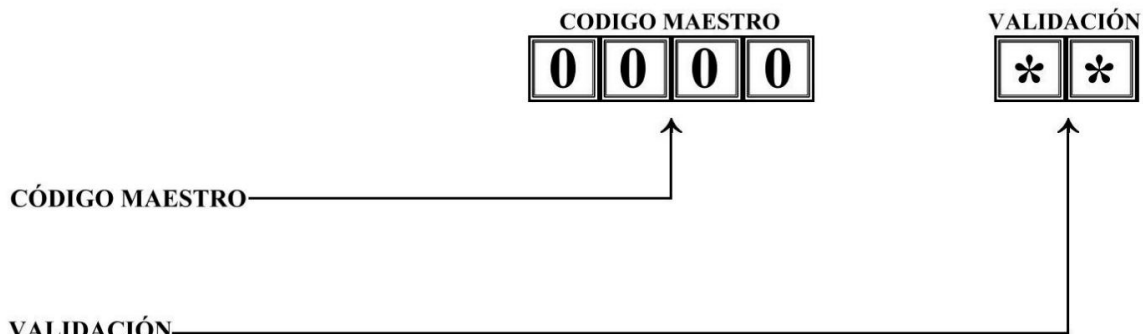 CODIGO MAESTRO VALIDACIÓN
0 0 0 0 * *
CÓDIGO MAESTRO
VALIDACIÓN